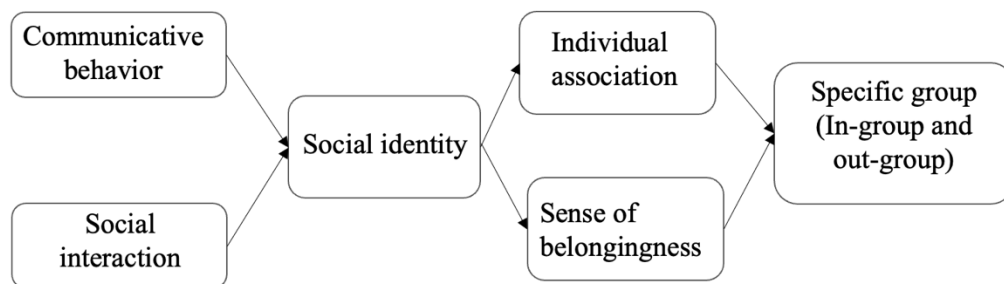 Communicative
behavior
Social
interaction
Social identity
Individual
association
Sense of
belongingness
Specific group
(In-group and
out-group)